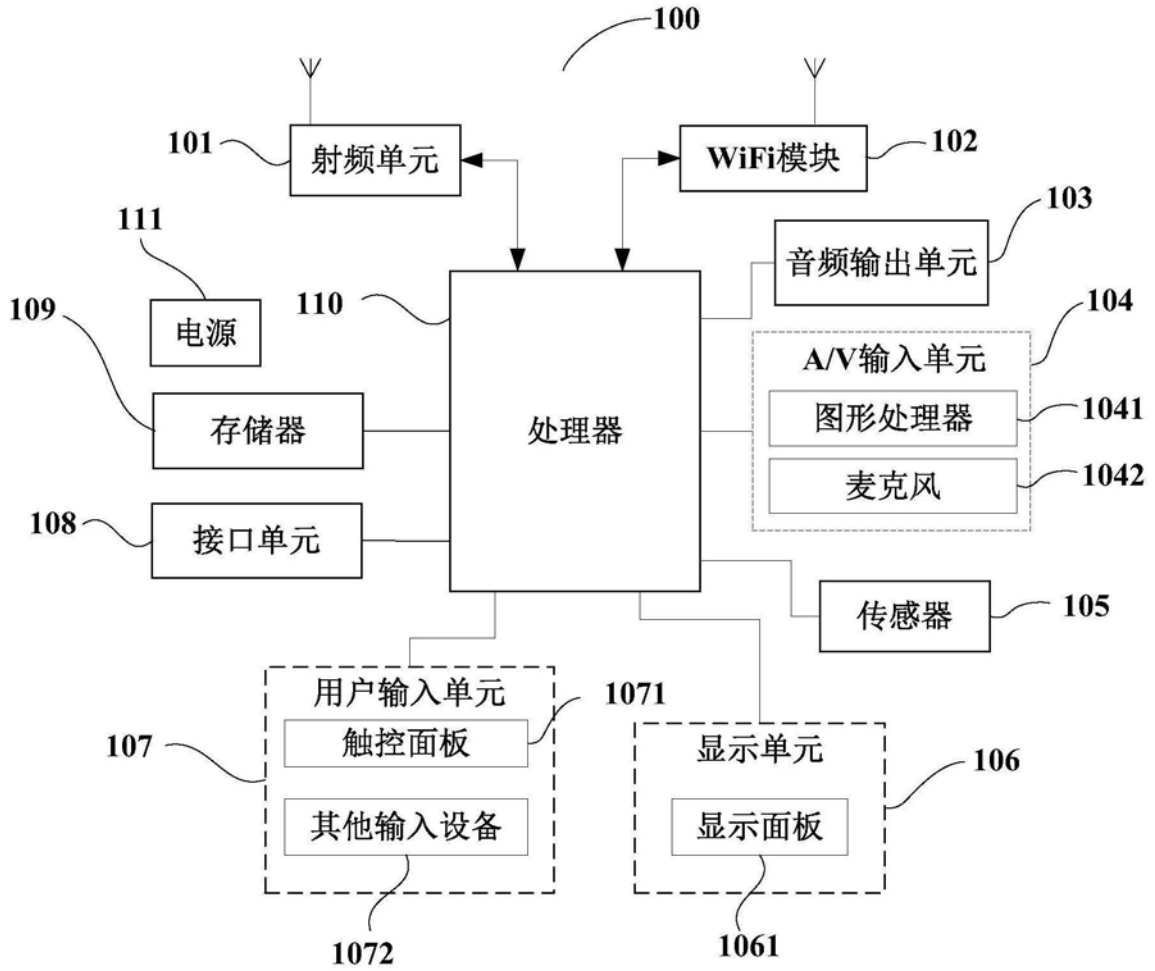 100
101
射频单元
WiFi模块
102
111
103
音频输出单元
109
电源
110
104
A/V输入单元
存储器
处理器
图形处理器
1041
麦克风
1042
108
接口单元
传感器
105
用户输入单元
1071
107
触控面板
显示单元
106
其他输入设备
显示面板
1072
1061